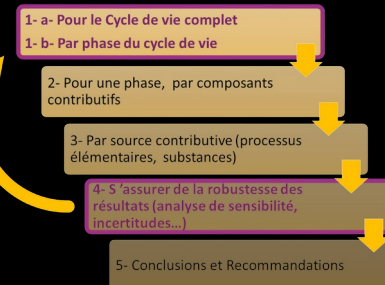 1- a- Pour le Cycle de vie complet
1- b- Par phase du cycle de vie
2- Pour une phase, par composants
contributifs
3- Par source contributive (processus
élémentaires, substances)
4- S ’assurer de la robustesse des
résultats (analyse de sensibilité,
incertitudes...)
5- Conclusions et Recommandations